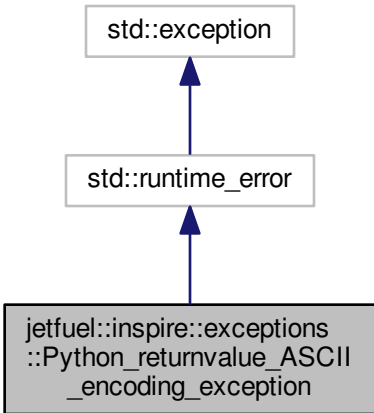 std::exception
std::runtime_error
jetfuel::inspire::exceptions
::Python_returnvalue_ASCII
_encoding_exception